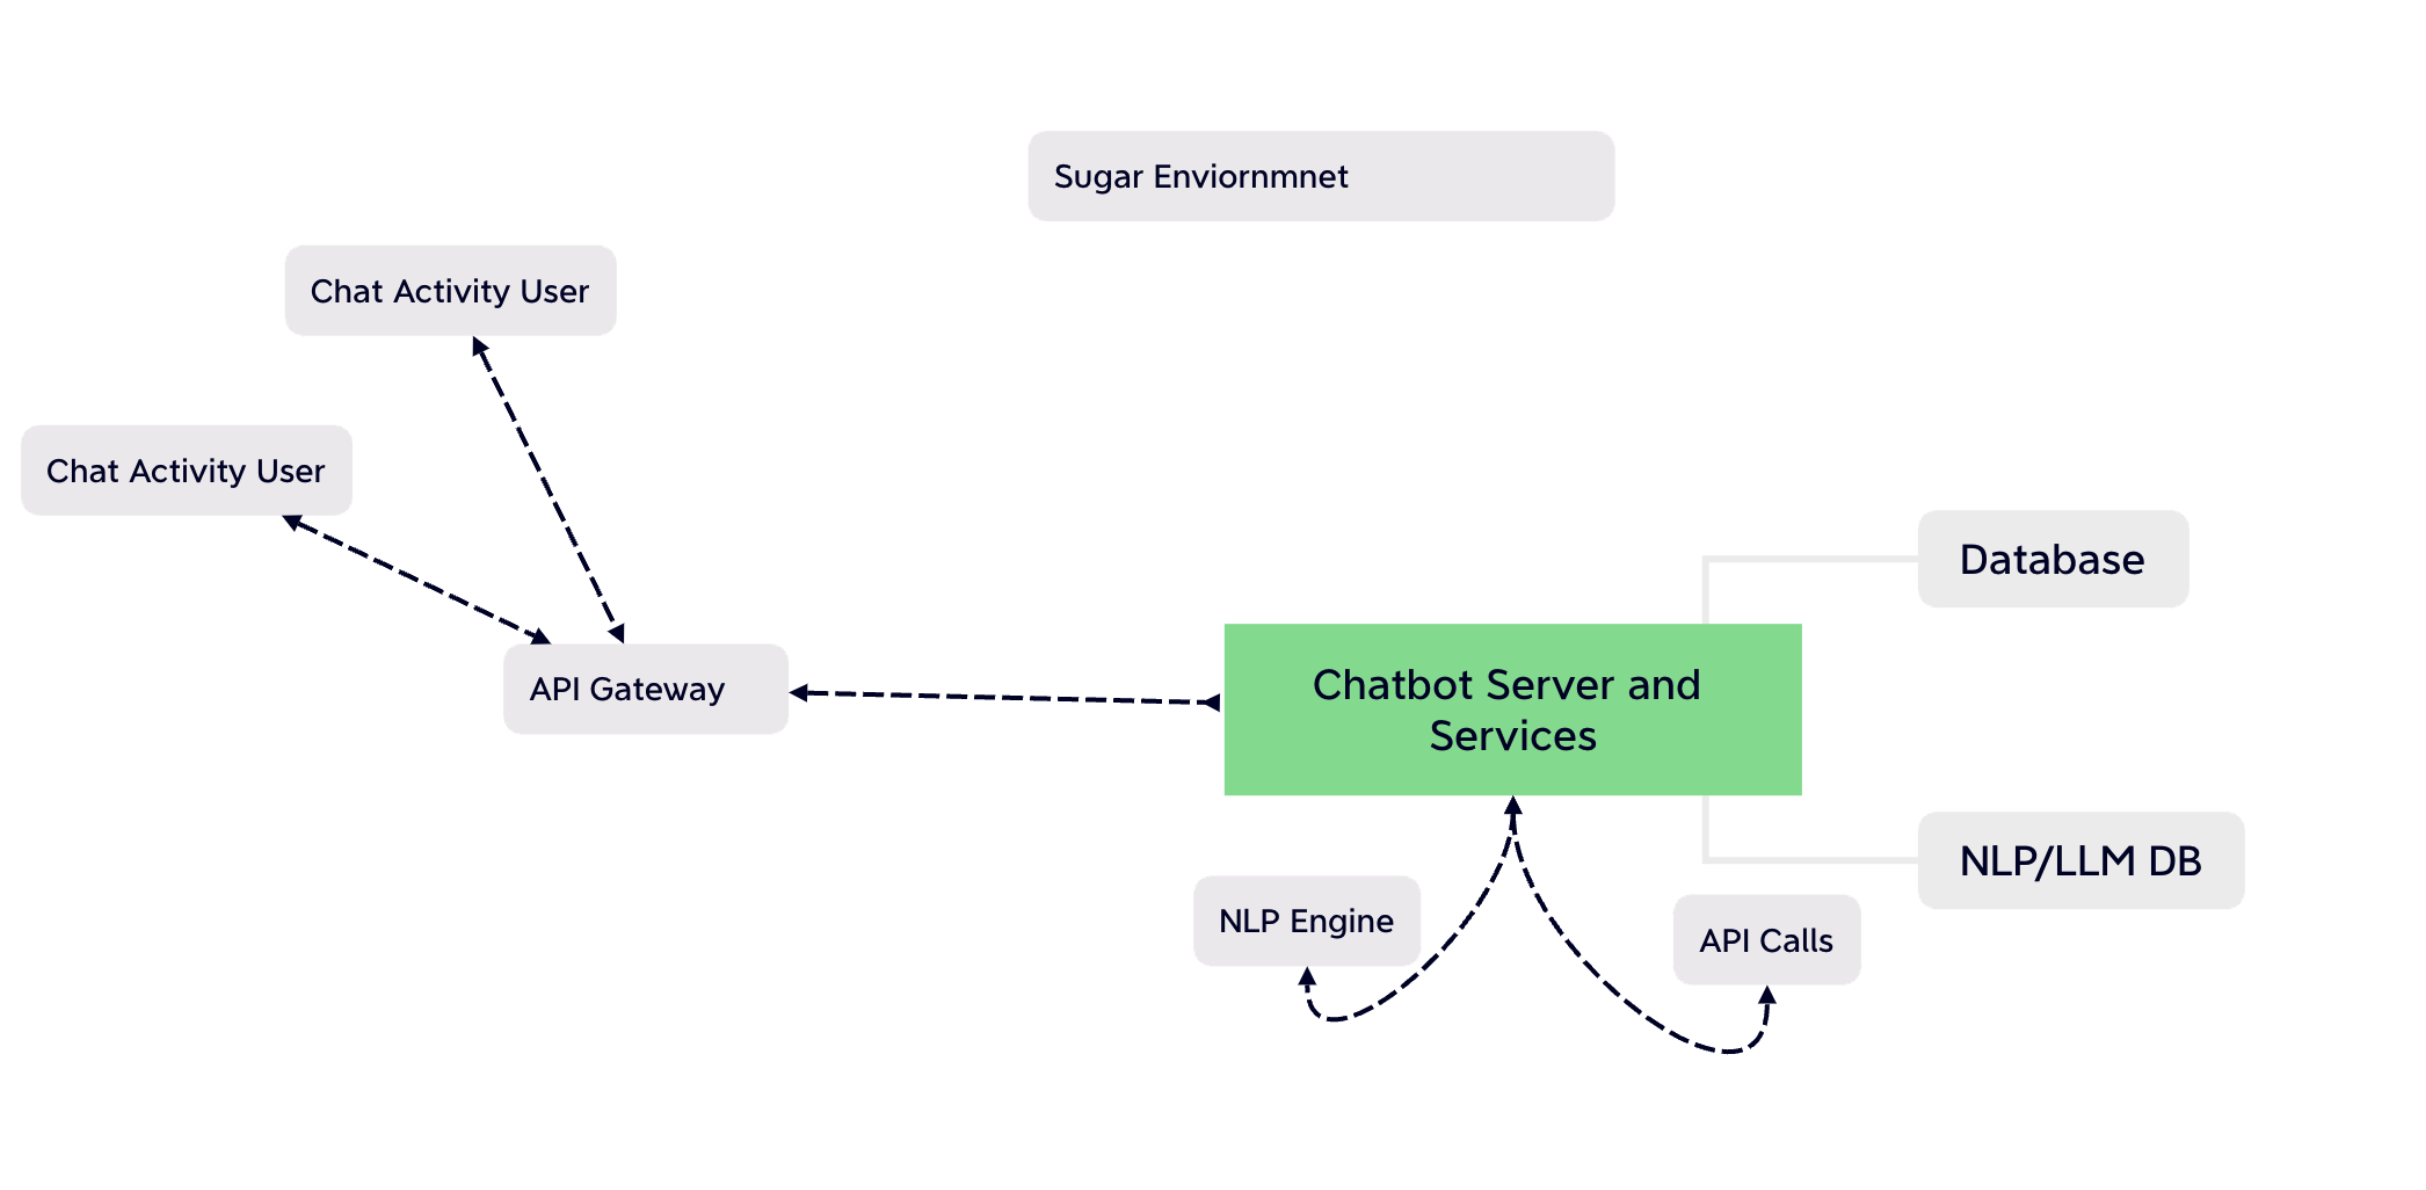 Sugar Enviornmnet
Chat Activity User
Chat Activity User
Database
API Gateway
Chatbot Server and
Services
NLP/LLM DB
NLP Engine
API Calls